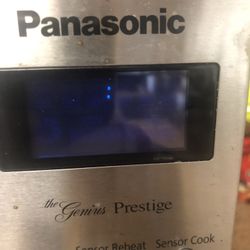 Panasonic
the Genius Prestige
Sensor Reheat Sensor Cook